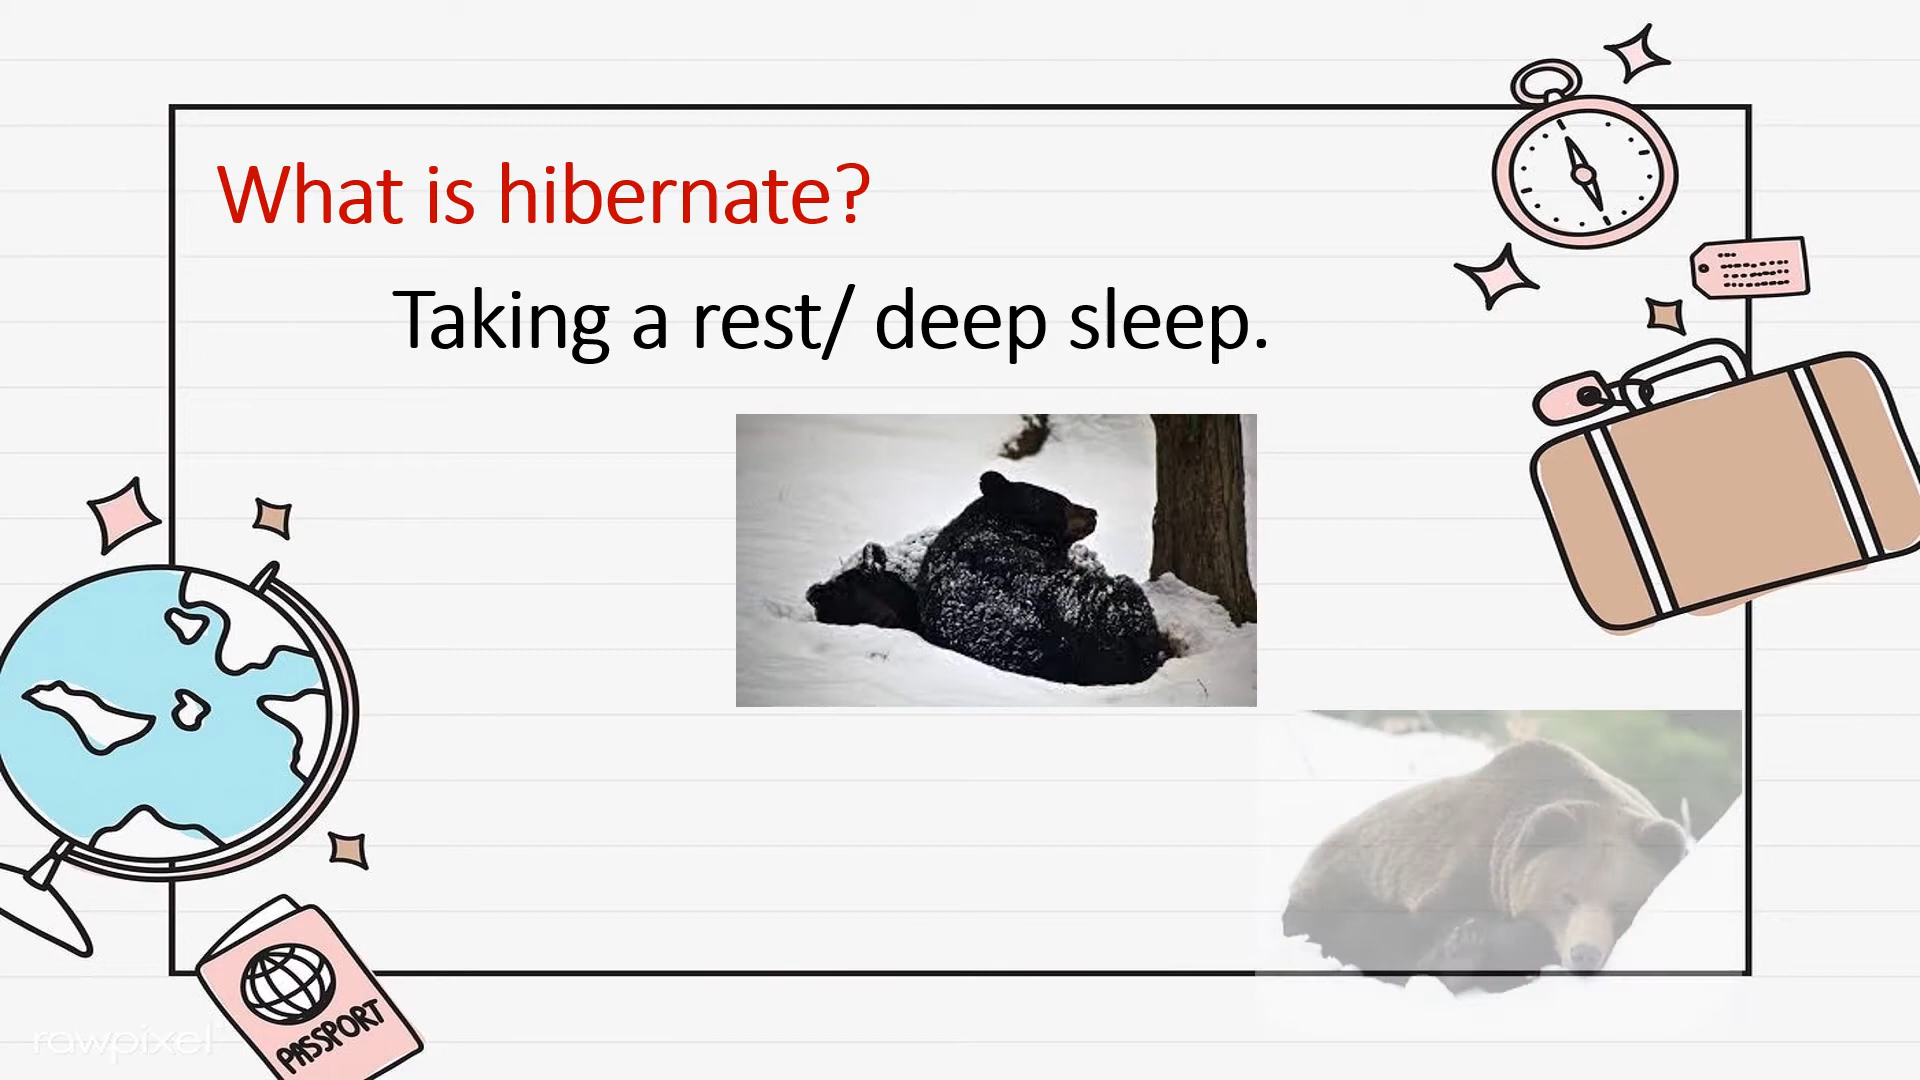 What is hibernate?
Taking a rest/ deep sleep.
PASSPORT
rawpixel